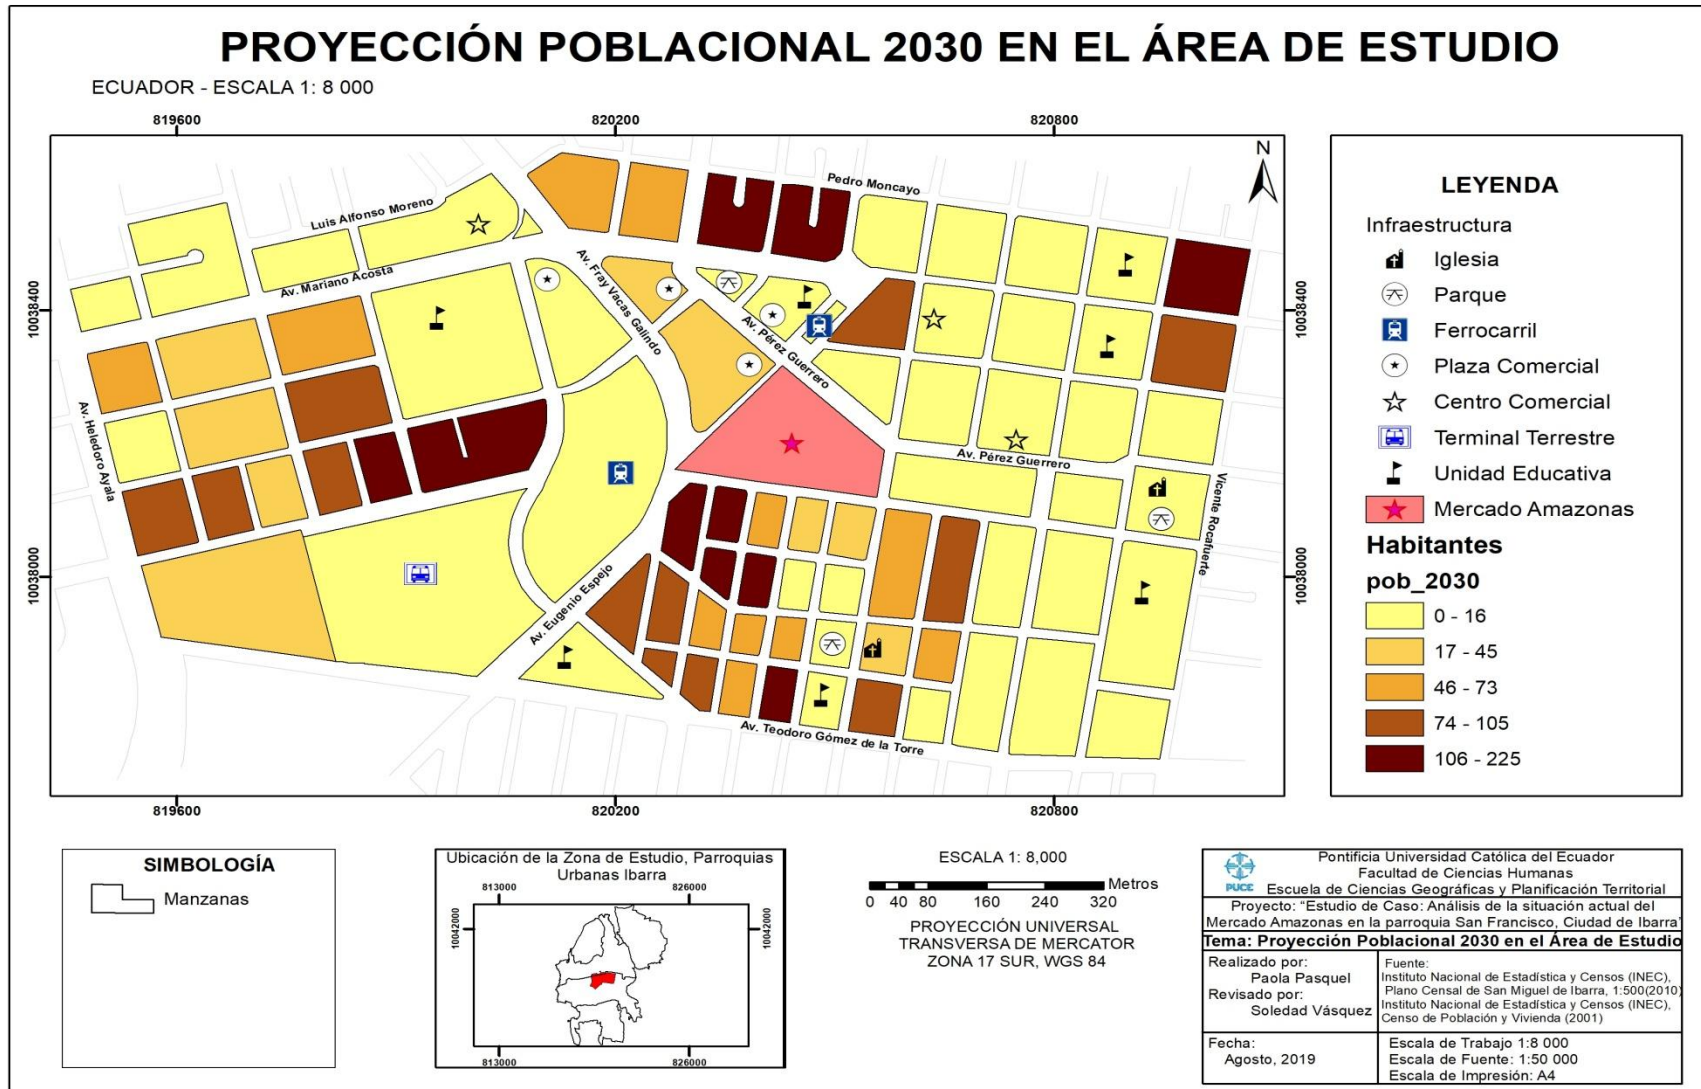 PROYECCIÓN POBLACIONAL 2030 EN EL ÁREA DE ESTUDIO
ECUADOR - ESCALA 1: 8 000
819600
820200
820800
N
Pedro Moncayo
Luis Alfonso Moreno
Av. Mariano Acosta
Av. Fray Vacas Galindo
Av. Pérez Guerrero
10038400
10038400
Av. Heledoro Ayala
Av. Pérez Guerrero
Vicente Rocafuerte
10038000
10038000
Av. Eugenio Espejo
Av. Teodoro Gómez de la Torre
819600
820200
820800
LEYENDA
Infraestructura
Iglesia
Parque
Ferrocarril
Plaza Comercial
Centro Comercial
Terminal Terrestre
Unidad Educativa
Mercado Amazonas
Habitantes
pob_2030
0 - 16
17 - 45
46 - 73
74 - 105
106 - 225
SIMBOLOGÍA
Manzanas
Ubicación de la Zona de Estudio, Parroquias
Urbanas Ibarra
813000
826000
10042000
10042000
813000
826000
ESCALA 1: 8,000
Metros
0 40 80 160 240 320
PROYECCIÓN UNIVERSAL
TRANSVERSA DE MERCATOR
ZONA 17 SUR, WGS 84
PUCE
Pontificia Universidad Católica del Ecuador
Facultad de Ciencias Humanas
Escuela de Ciencias Geográficas y Planificación Territorial
Proyecto: “Estudio de Caso: Análisis de la situación actual del
Mercado Amazonas en la parroquia San Francisco, Ciudad de Ibarra”
Tema: Proyección Poblacional 2030 en el Área de Estudio
Realizado por:
Paola Pasquel
Revisado por:
Soledad Vásquez
Fuente:
Instituto Nacional de Estadística y Censos (INEC),
Plano Censal de San Miguel de Ibarra, 1:500(2010)
Instituto Nacional de Estadística y Censos (INEC),
Censo de Población y Vivienda (2001)
Fecha:
Agosto, 2019
Escala de Trabajo 1:8 000
Escala de Fuente: 1:50 000
Escala de Impresión: A4